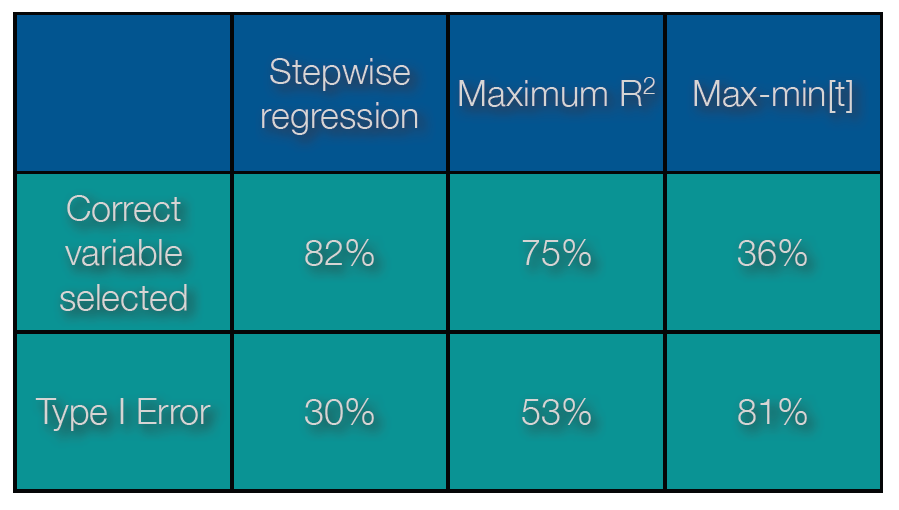 Stepwise
regression
Maximum R²
Max-min[t]
Correct
variable
selected
82%
75%
36%
Type I Error
30%
53%
81%